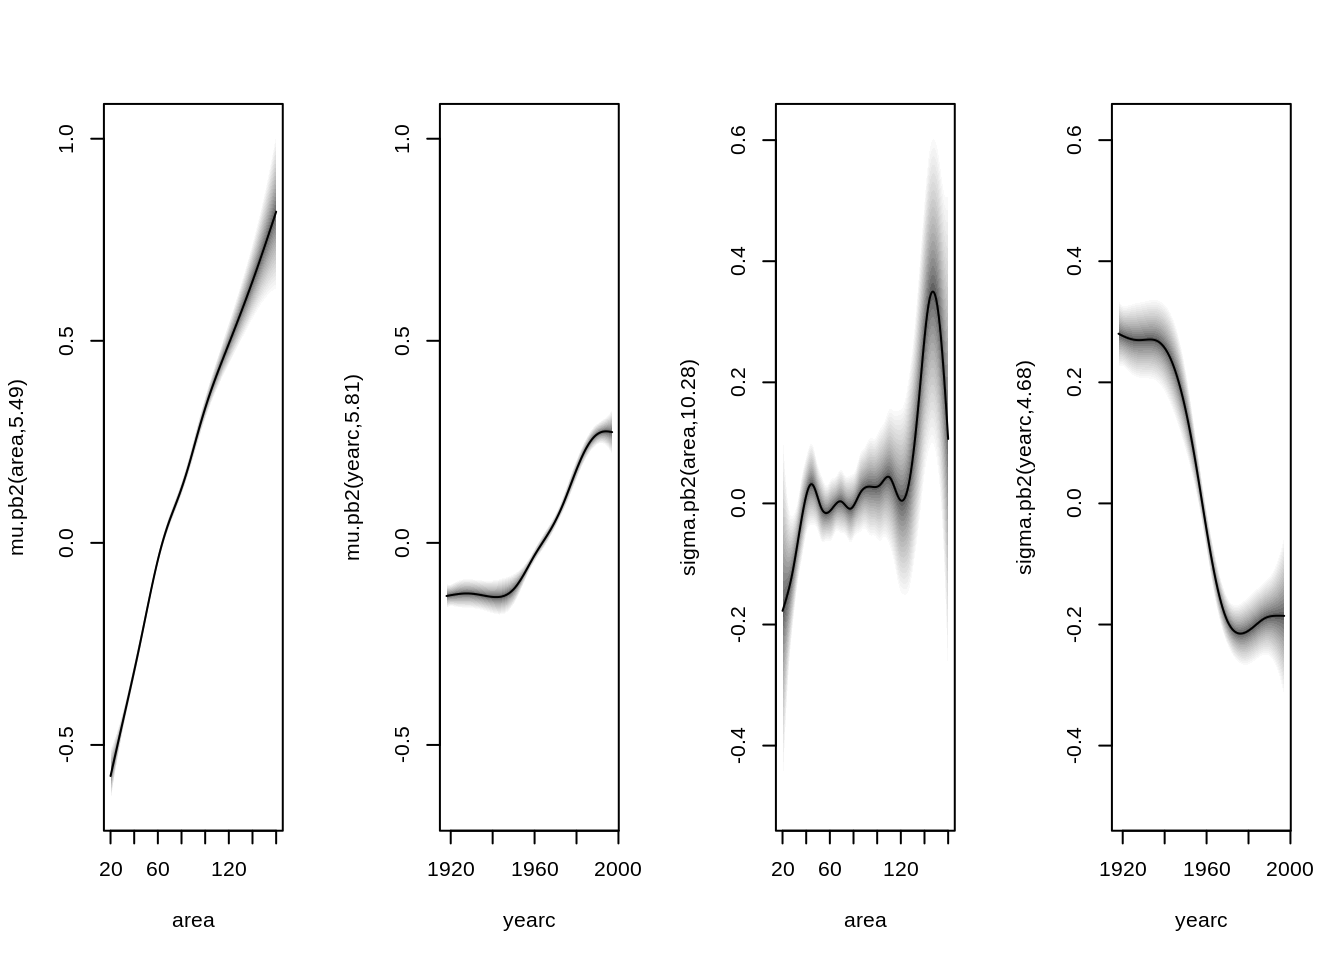 mu.pb2(area,5.49)
1.0
0.5
0.0
-0.5
20 60 120
area
mu.pb2(yearc,5.81)
1.0
0.5
0.0
-0.5
1920 1960 2000
yearc
sigma.pb2(area,10.28)
0.6
0.4
0.2
0.0
-0.2
-0.4
20 60 120
area
sigma.pb2(yearc,4.68)
0.6
0.4
0.2
0.0
-0.2
-0.4
1920 1960 2000
yearc